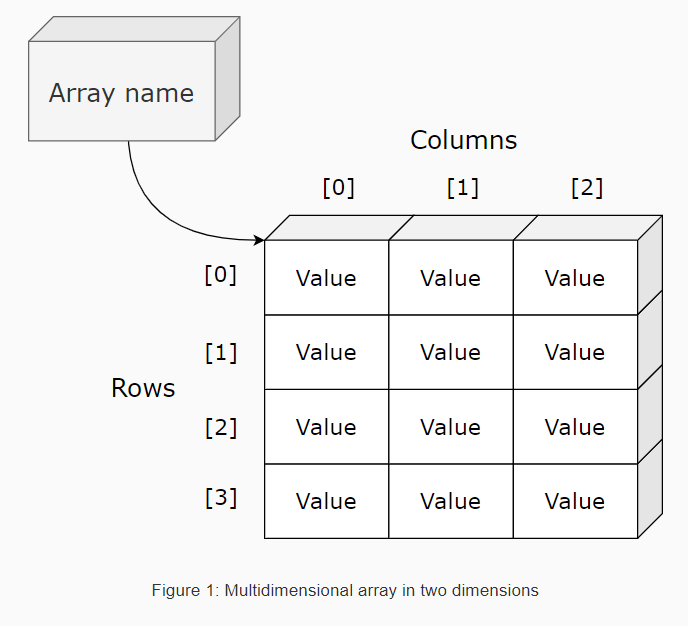 Array name
Columns
[0] [1] [2]
[0] Value Value Value
[1] Value Value Value
Rows
[2] Value Value Value
[3] Value Value Value
Figure 1: Multidimensional array in two dimensions